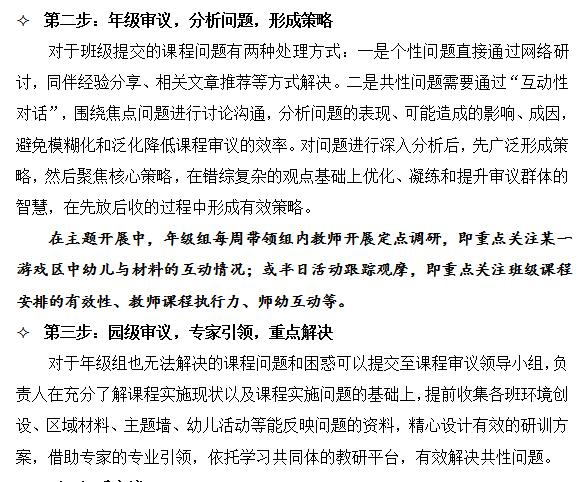 ✧ 第二步：年级审议，分析问题，形成策略
对于班级提交的课程问题有两种处理方式：一是个性问题直接通过网络研
讨，同伴经验分享、相关文章推荐等方式解决。二是共性问题需要通过“互动性
对话”，围绕焦点问题进行讨论沟通，分析问题的表现、可能造成的影响、成因，
避免模糊化和泛化降低课程审议的效率。对问题进行深入分析后，先广泛形成策
略，然后聚焦核心策略，在错综复杂的观点基础上优化、凝练和提升审议群体的
智慧，在先放后收的过程中形成有效策略。
在主题开展中，年级组每周带领组内教师开展定点调研，即重点关注某一
游戏区中幼儿与材料的互动情况；或半日活动跟踪观摩，即重点关注班级课程
安排的有效性、教师课程执行力、师幼互动等。
✧ 第三步：园级审议，专家引领，重点解决
对于年级组也无法解决的课程问题和困惑可以提交至课程审议领导小组，负
责人在充分了解课程实施现状以及课程实施问题的基础上，提前收集各班环境创
设、区域材料、主题墙、幼儿活动等能反映问题的资料，精心设计有效的研训方
案，借助专家的专业引领，依托学习共同体的教研平台，有效解决共性问题。